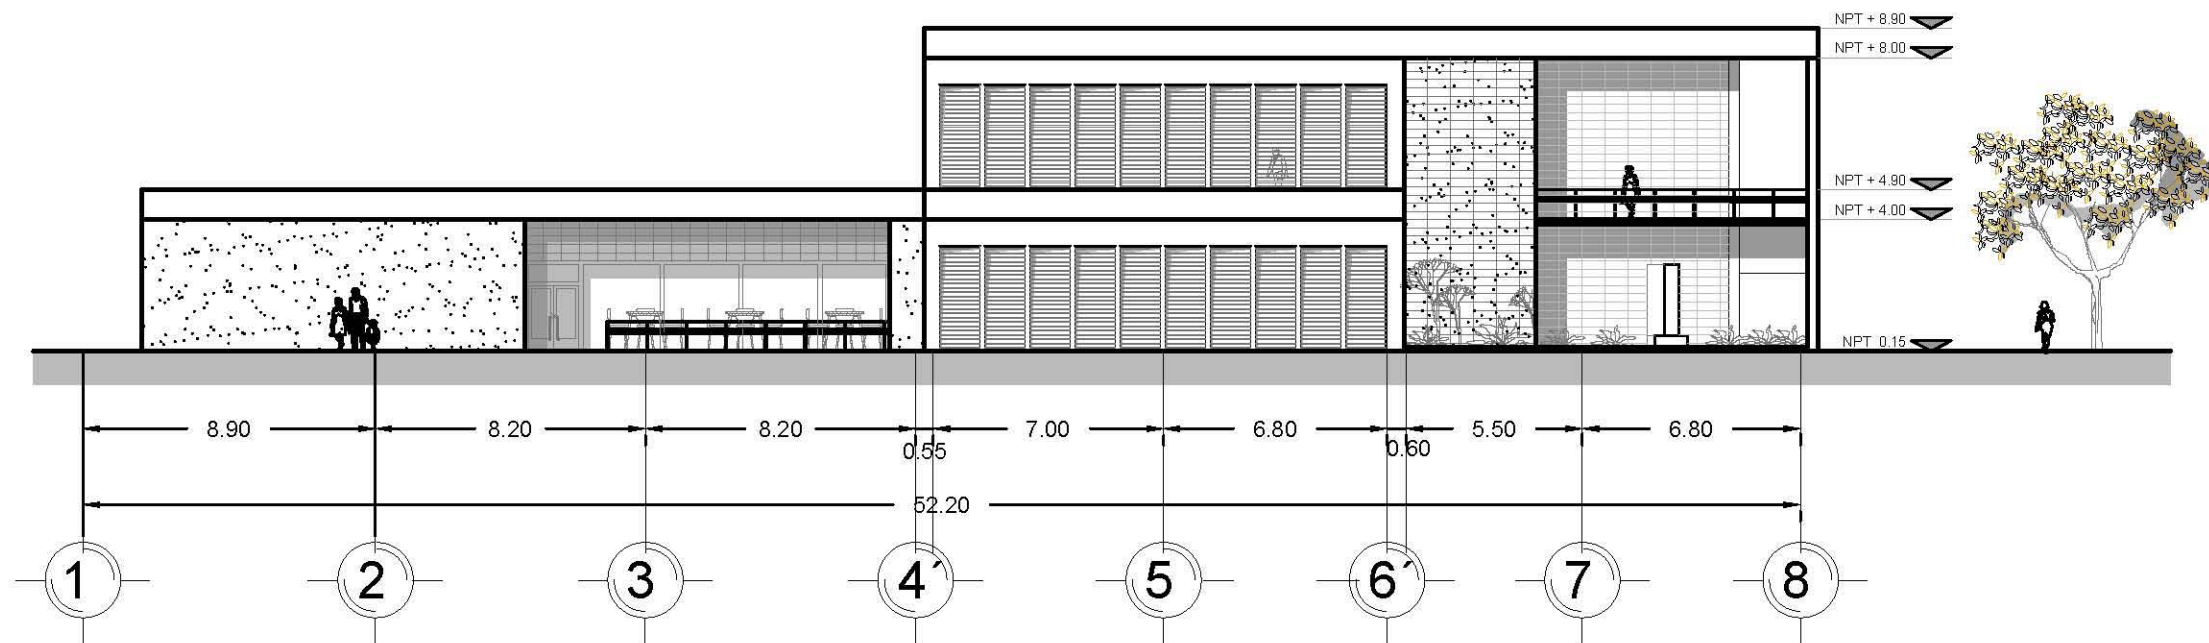 NPT + 8.90
NPT + 8.00
NPT + 4.90
NPT + 4.00
NPT 0.15
8.90 8.20 8.20 7.00 6.80 5.50 6.80
0.55 0.60
52.20
1 2 3 4´ 5 6´ 7 8